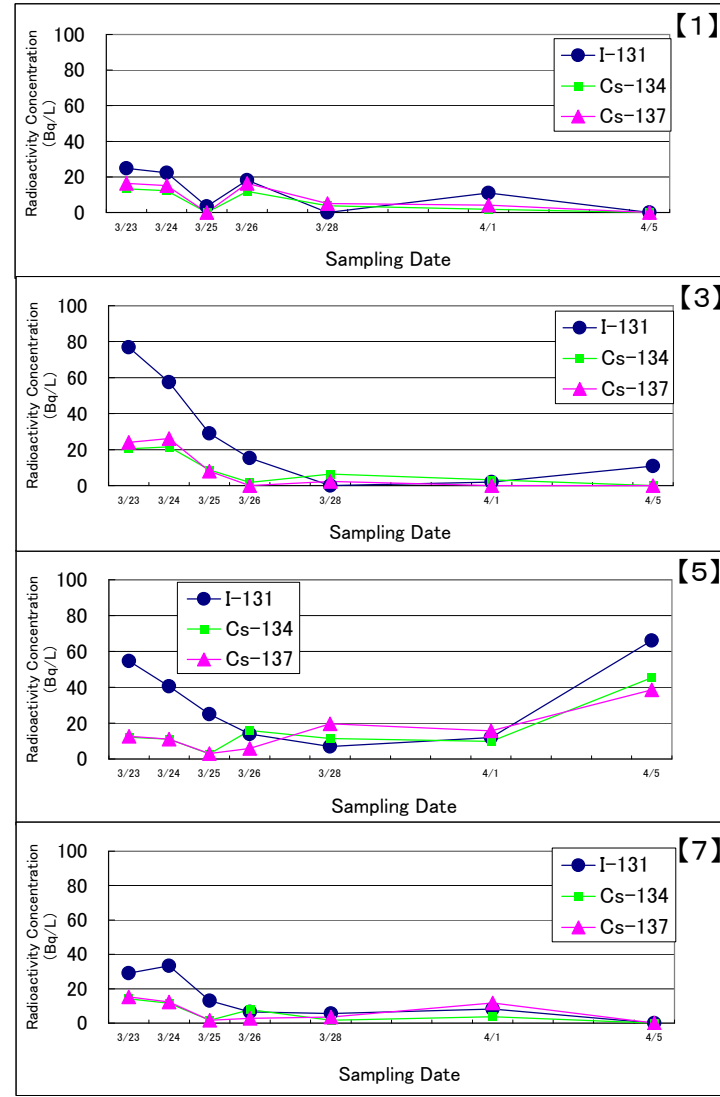 【1】
100
80
60
40
20
0
Radioactivity Concentration
(Bq/L)
I-131
Cs-134
Cs-137
3/23 3/24 3/25 3/26 3/28 4/1 4/5
Sampling Date
【3】
100
80
60
40
20
0
Radioactivity Concentration
(Bq/L)
I-131
Cs-134
Cs-137
3/23 3/24 3/25 3/26 3/28 4/1 4/5
Sampling Date
【5】
100
80
60
40
20
0
Radioactivity Concentration
(Bq/L)
I-131
Cs-134
Cs-137
3/23 3/24 3/25 3/26 3/28 4/1 4/5
Sampling Date
【7】
100
80
60
40
20
0
Radioactivity Concentration
(Bq/L)
I-131
Cs-134
Cs-137
3/23 3/24 3/25 3/26 3/28 4/1 4/5
Sampling Date